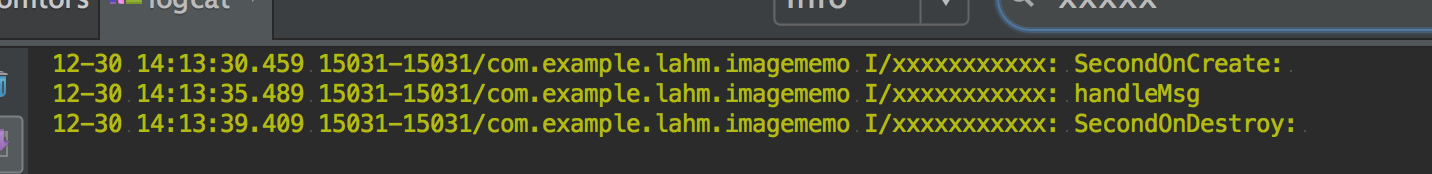 onitors logcat Info xxxxx
12-30 14:13:30.459 15031-15031/com.example.lahm.imagememo I/xxxxxxxxxxx: SecondOnCreate:
12-30 14:13:35.489 15031-15031/com.example.lahm.imagememo I/xxxxxxxxxxx: handleMsg
12-30 14:13:39.409 15031-15031/com.example.lahm.imagememo I/xxxxxxxxxxx: SecondOnDestroy: